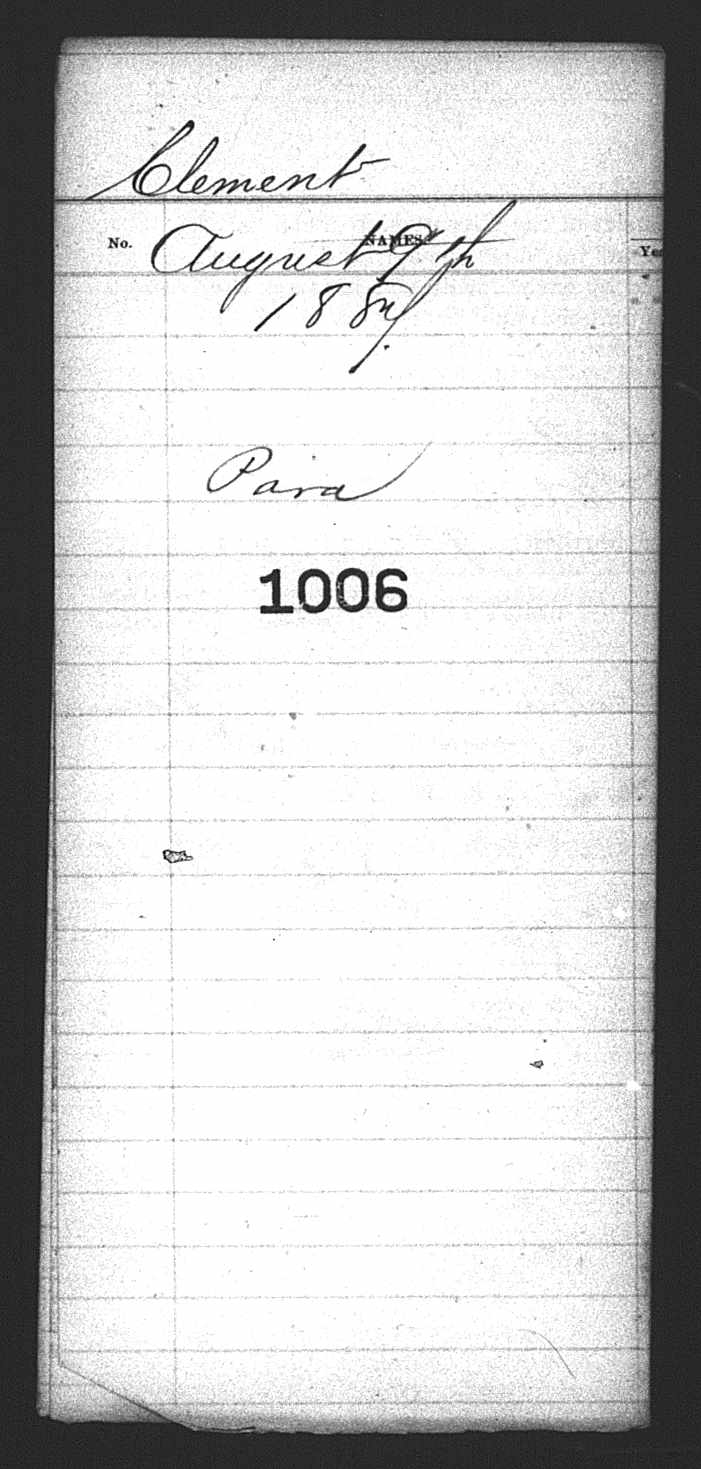 Clement
No. NAMES.
August 9th
188
Para
1006